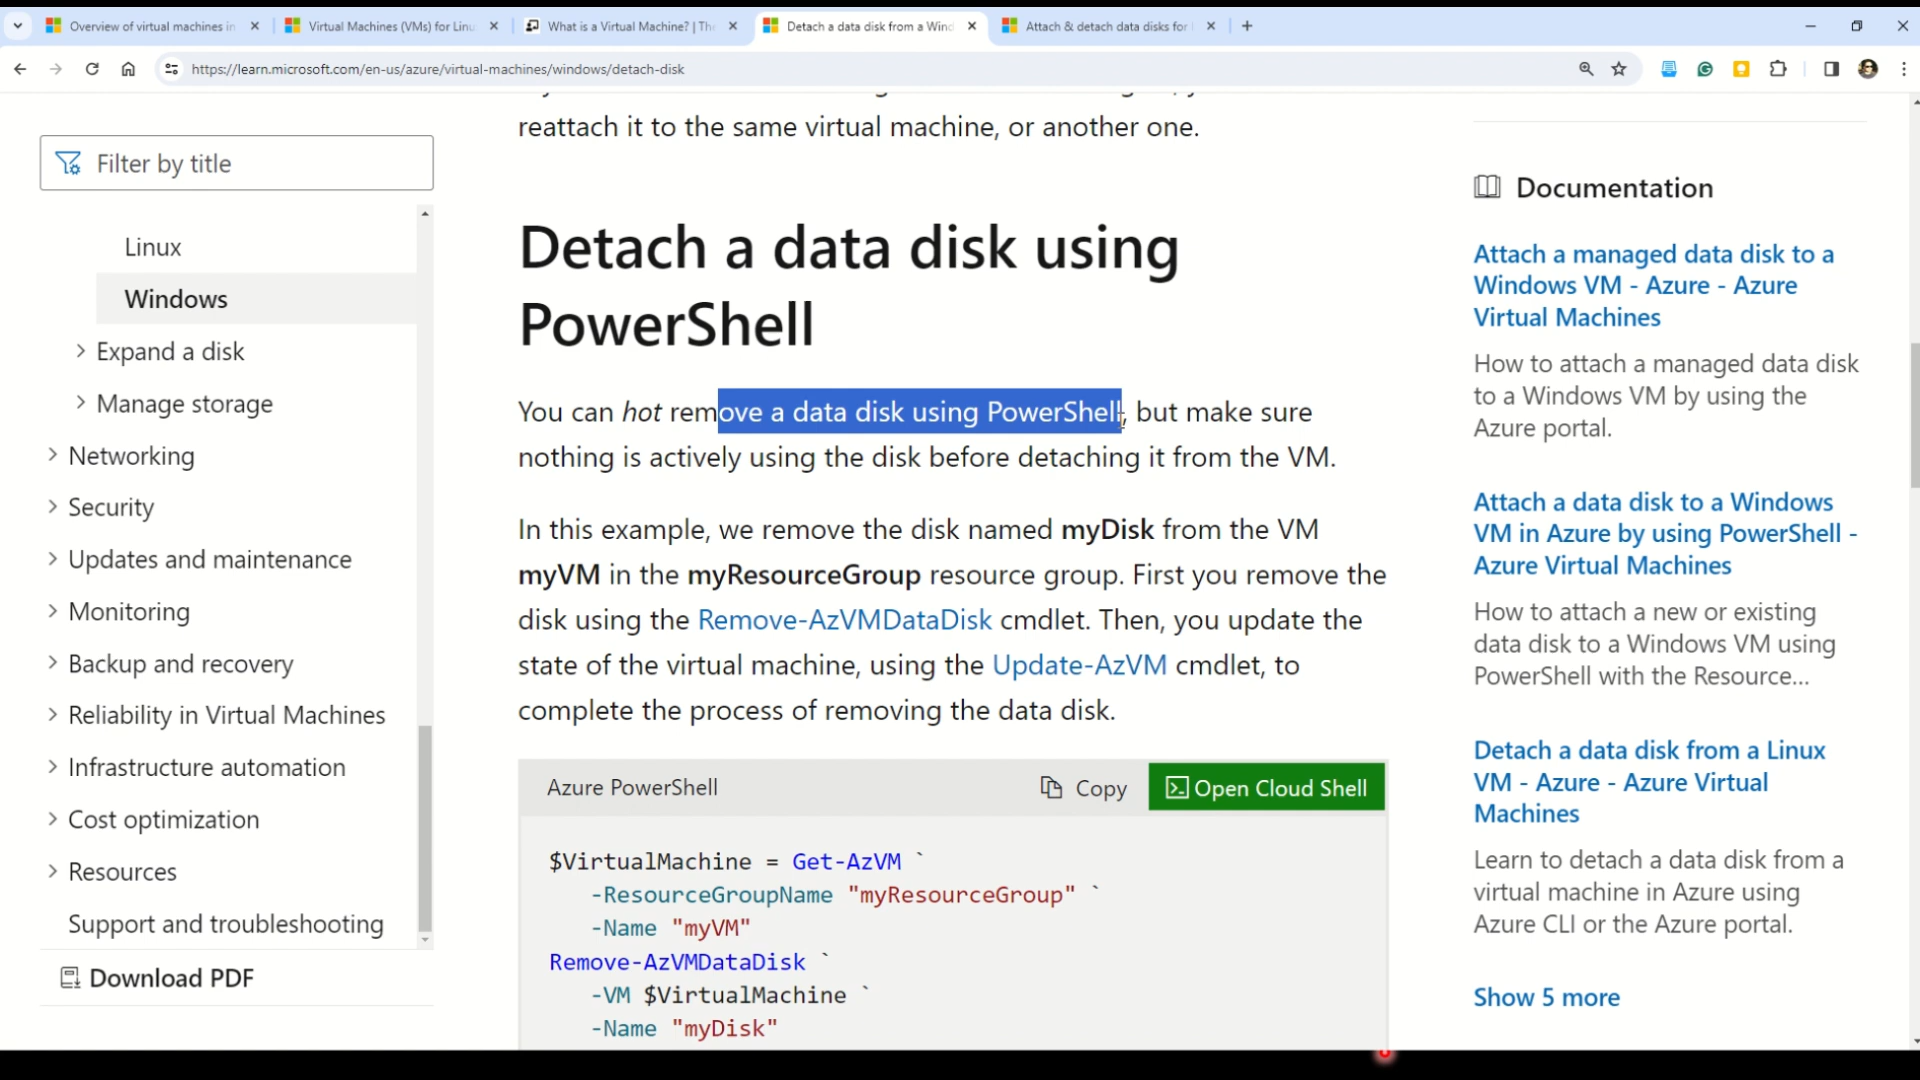 Overview of virtual machines in
Virtual Machines (VMs) for Linu
What is a Virtual Machine? | The
Detach a data disk from a Wind
Attach & detach data disks for
https://learn.microsoft.com/en-us/azure/virtual-machines/windows/detach-disk
Filter by title
Linux
Windows
Expand a disk
Manage storage
Networking
Security
Updates and maintenance
Monitoring
Backup and recovery
Reliability in Virtual Machines
Infrastructure automation
Cost optimization
Resources
Support and troubleshooting
Download PDF
reattach it to the same virtual machine, or another one.
Detach a data disk using
PowerShell
You can hot remove a data disk using PowerShell, but make sure
nothing is actively using the disk before detaching it from the VM.
In this example, we remove the disk named myDisk from the VM
myVM in the myResourceGroup resource group. First you remove the
disk using the Remove-AzVMDataDisk cmdlet. Then, you update the
state of the virtual machine, using the Update-AzVM cmdlet, to
complete the process of removing the data disk.
Azure PowerShell
Copy
Open Cloud Shell
$VirtualMachine = Get-AzVM `
-ResourceGroupName "myResourceGroup" `
-Name "myVM"
Remove-AzVMDataDisk `
-VM $VirtualMachine `
-Name "myDisk"
Documentation
Attach a managed data disk to a
Windows VM - Azure - Azure
Virtual Machines
How to attach a managed data disk
to a Windows VM by using the
Azure portal.
Attach a data disk to a Windows
VM in Azure by using PowerShell -
Azure Virtual Machines
How to attach a new or existing
data disk to a Windows VM using
PowerShell with the Resource...
Detach a data disk from a Linux
VM - Azure - Azure Virtual
Machines
Learn to detach a data disk from a
virtual machine in Azure using
Azure CLI or the Azure portal.
Show 5 more